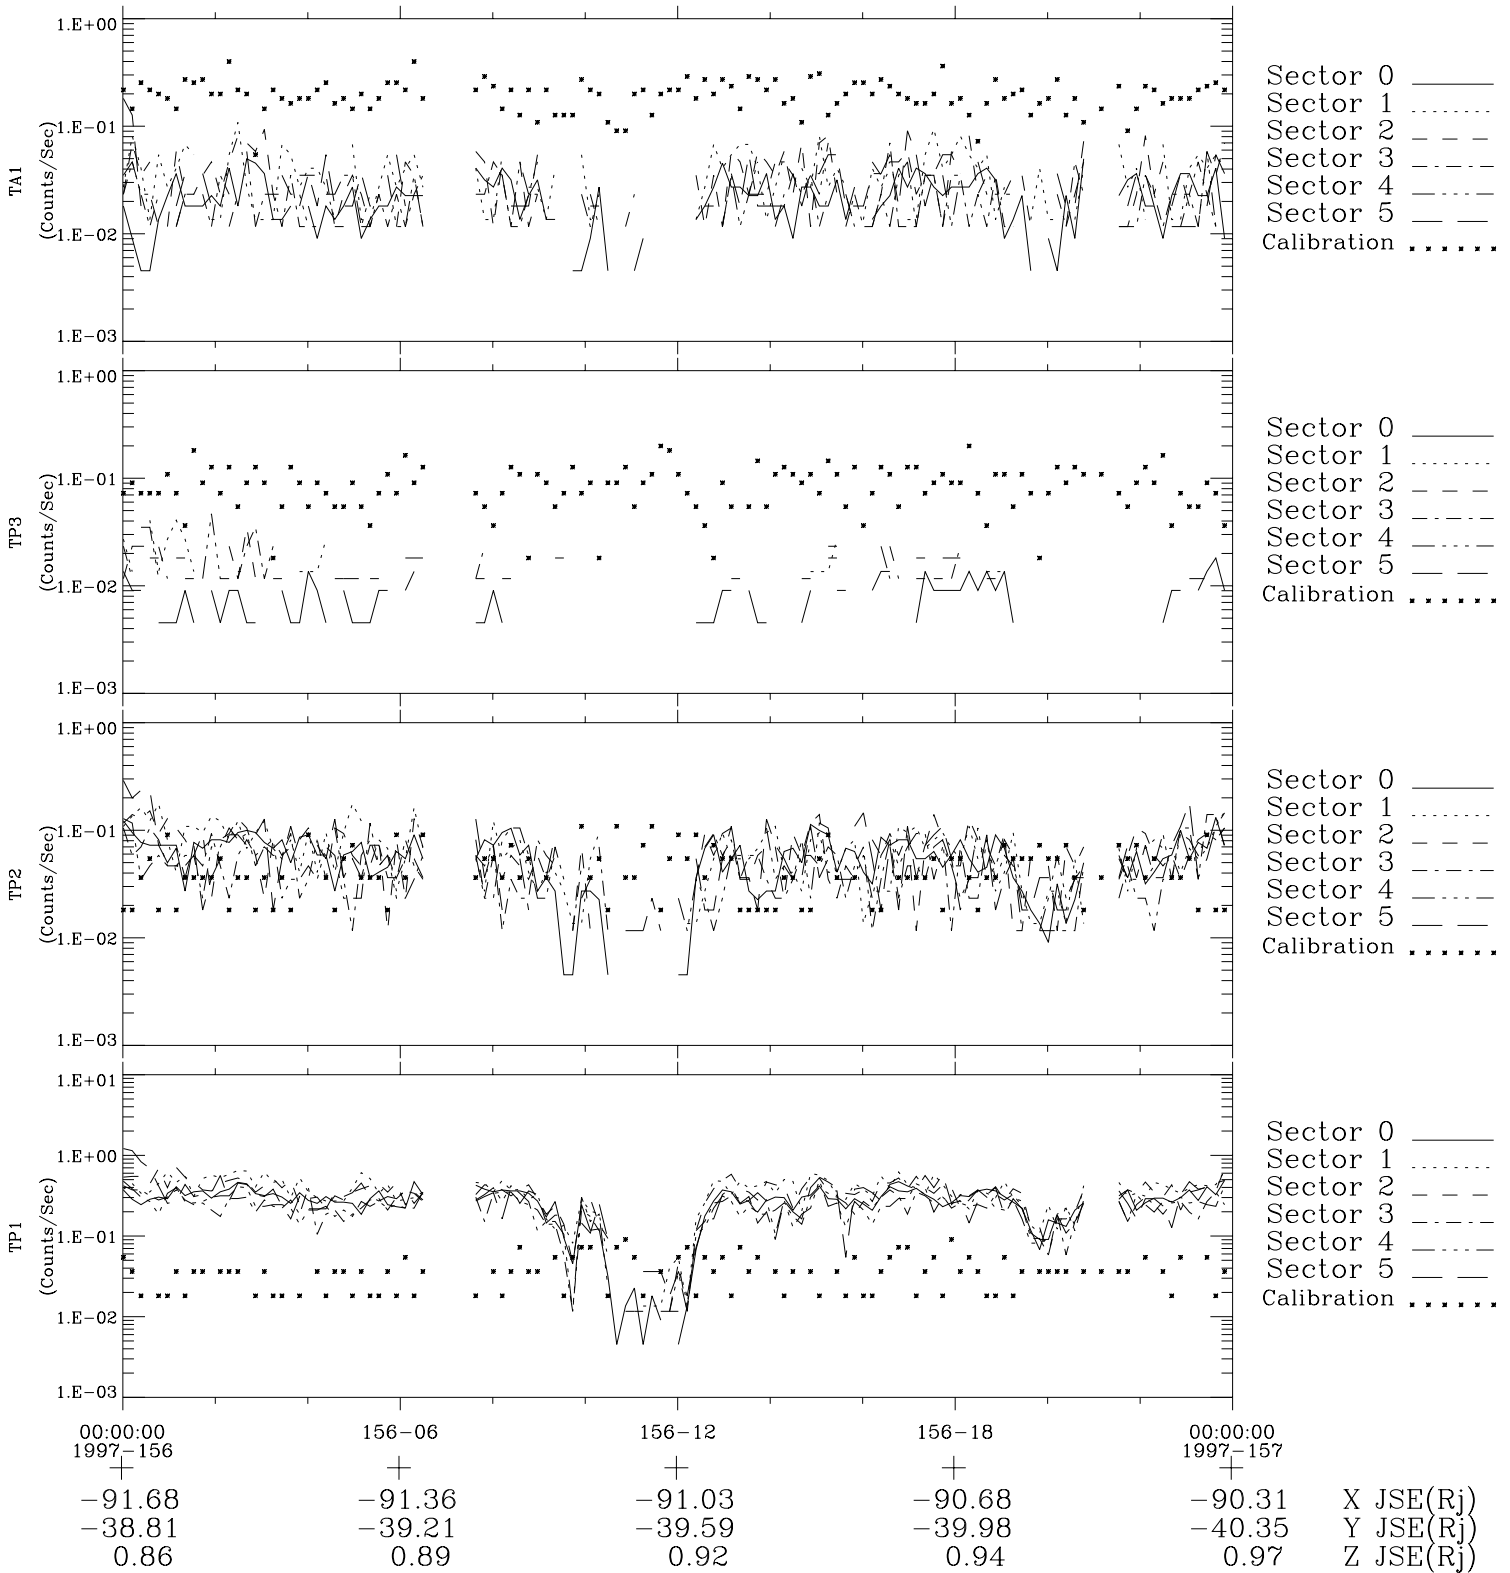 1.E+00
1.E-01
1.E-02
1.E-03
TA1
(Counts/Sec)
Sector 0
Sector 1
Sector 2
Sector 3
Sector 4
Sector 5
Calibration
1.E+00
1.E-01
1.E-02
1.E-03
TP3
(Counts/Sec)
Sector 0
Sector 1
Sector 2
Sector 3
Sector 4
Sector 5
Calibration
1.E+00
1.E-01
1.E-02
1.E-03
TP2
(Counts/Sec)
Sector 0
Sector 1
Sector 2
Sector 3
Sector 4
Sector 5
Calibration
1.E+01
1.E+00
1.E-01
1.E-02
1.E-03
TP1
(Counts/Sec)
Sector 0
Sector 1
Sector 2
Sector 3
Sector 4
Sector 5
Calibration
00:00:00 156-06 156-12 156-18 00:00:00
1997-156 1997-157
-91.68 -91.36 -91.03 -90.68 -90.31 X JSE(Rj)
-38.81 -39.21 -39.59 -39.98 -40.35 Y JSE(Rj)
0.86 0.89 0.92 0.94 0.97 Z JSE(Rj)